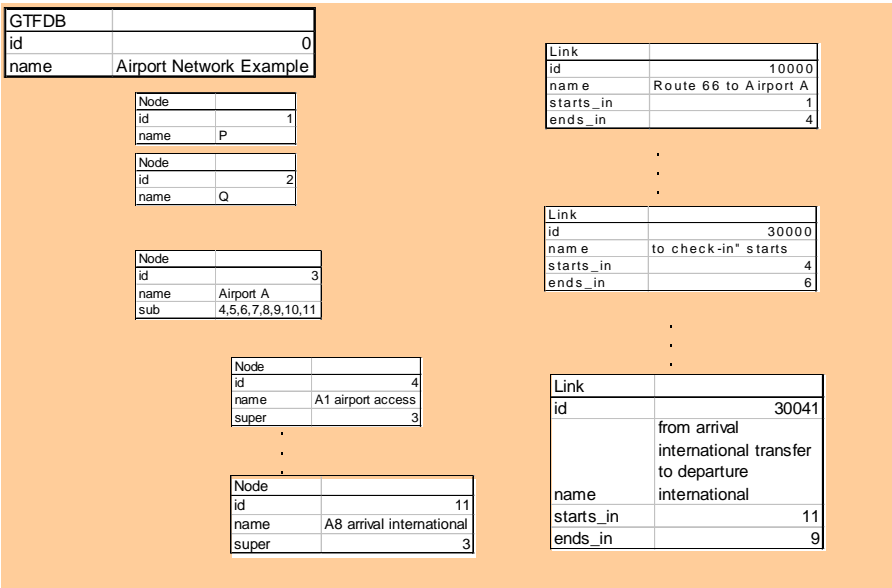 GTFDB
id 0
name Airport Network Example
Node
id 1
name P
Node
id 2
name Q
Node
id 3
name Airport A
sub 4,5,6,7,8,9,10,11
Node
id 4
name A1 airport access
super 3
Node
id 11
name A8 arrival international
super 3
Link
id 10000
name Route 66 to Airport A
starts_in 1
ends_in 4
Link
id 30000
name to check-in" starts
starts_in 4
ends_in 6
Link
id 30041
from arrival
international transfer
to departure
name international
starts_in 11
ends_in 9